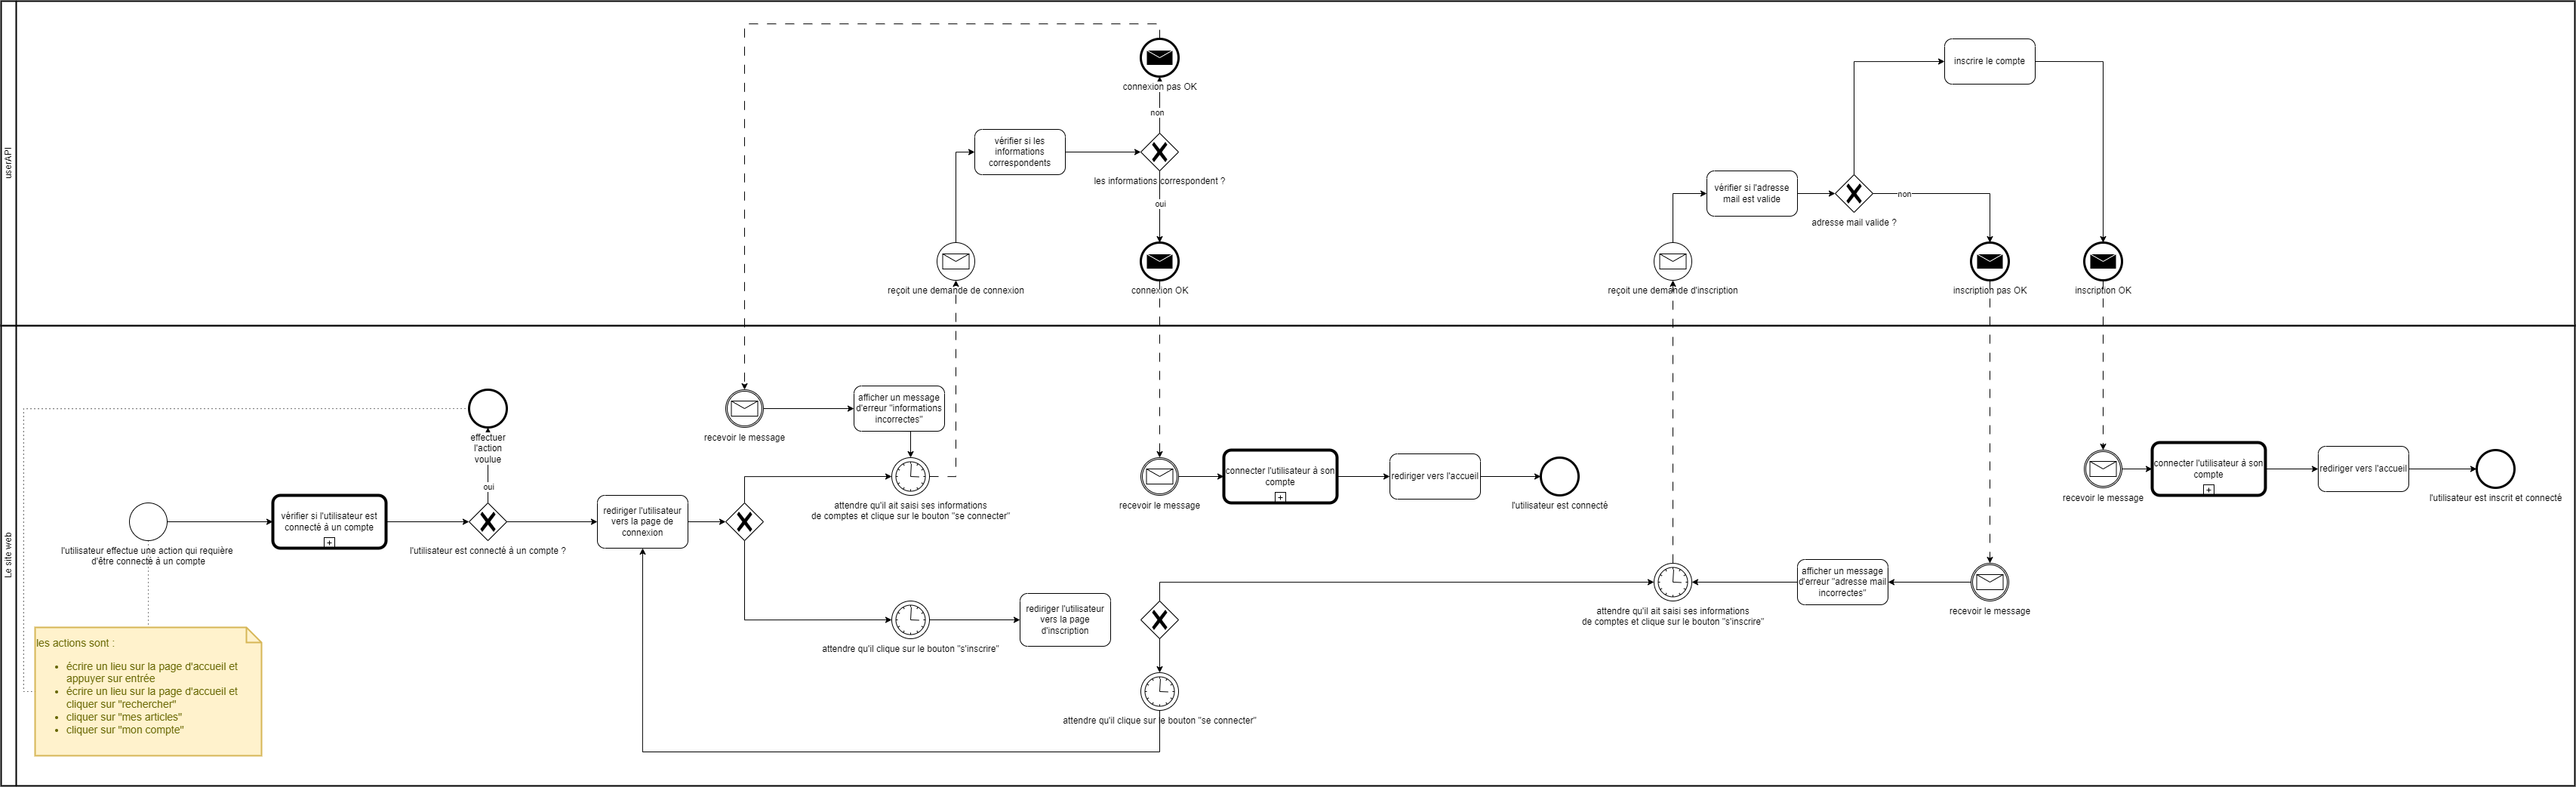 userAPI
connexion pas OK
non
vérifier si les
informations
correspondents
les informations correspondent ?
oui
reçoit une demande de connexion
connexion OK
inscrire le compte
vérifier si l'adresse
mail est valide
non
adresse mail valide ?
reçoit une demande d'inscription
inscription pas OK
inscription OK
Le site web
effectuer
l'action
voulue
oui
l'utilisateur effectue une action qui requière
d'être connecté à un compte
vérifier si l'utilisateur est
connecté à un compte
l'utilisateur est connecté à un compte ?
rediriger l'utilisateur
vers la page de
connexion
recevoir le message
afficher un message
d'erreur "informations
incorrectes"
attendre qu'il ait saisi ses informations
de comptes et clique sur le bouton "se connecter"
attendre qu'il clique sur le bouton "s'inscrire"
rediriger l'utilisateur
vers la page
d'inscription
attendre qu'il clique sur le bouton "se connecter"
recevoir le message
connecter l'utilisateur à son
compte
rediriger vers l'accueil
l'utilisateur est connecté
attendre qu'il ait saisi ses informations
de comptes et clique sur le bouton "s'inscrire"
afficher un message
d'erreur "adresse mail
incorrectes"
recevoir le message
recevoir le message
connecter l'utilisateur à son
compte
rediriger vers l'accueil
l'utilisateur est inscrit et connecté
les actions sont :
• écrire un lieu sur la page d'accueil et
appuyer sur entrée
• écrire un lieu sur la page d'accueil et
cliquer sur "rechercher"
• cliquer sur "mes articles"
• cliquer sur "mon compte"